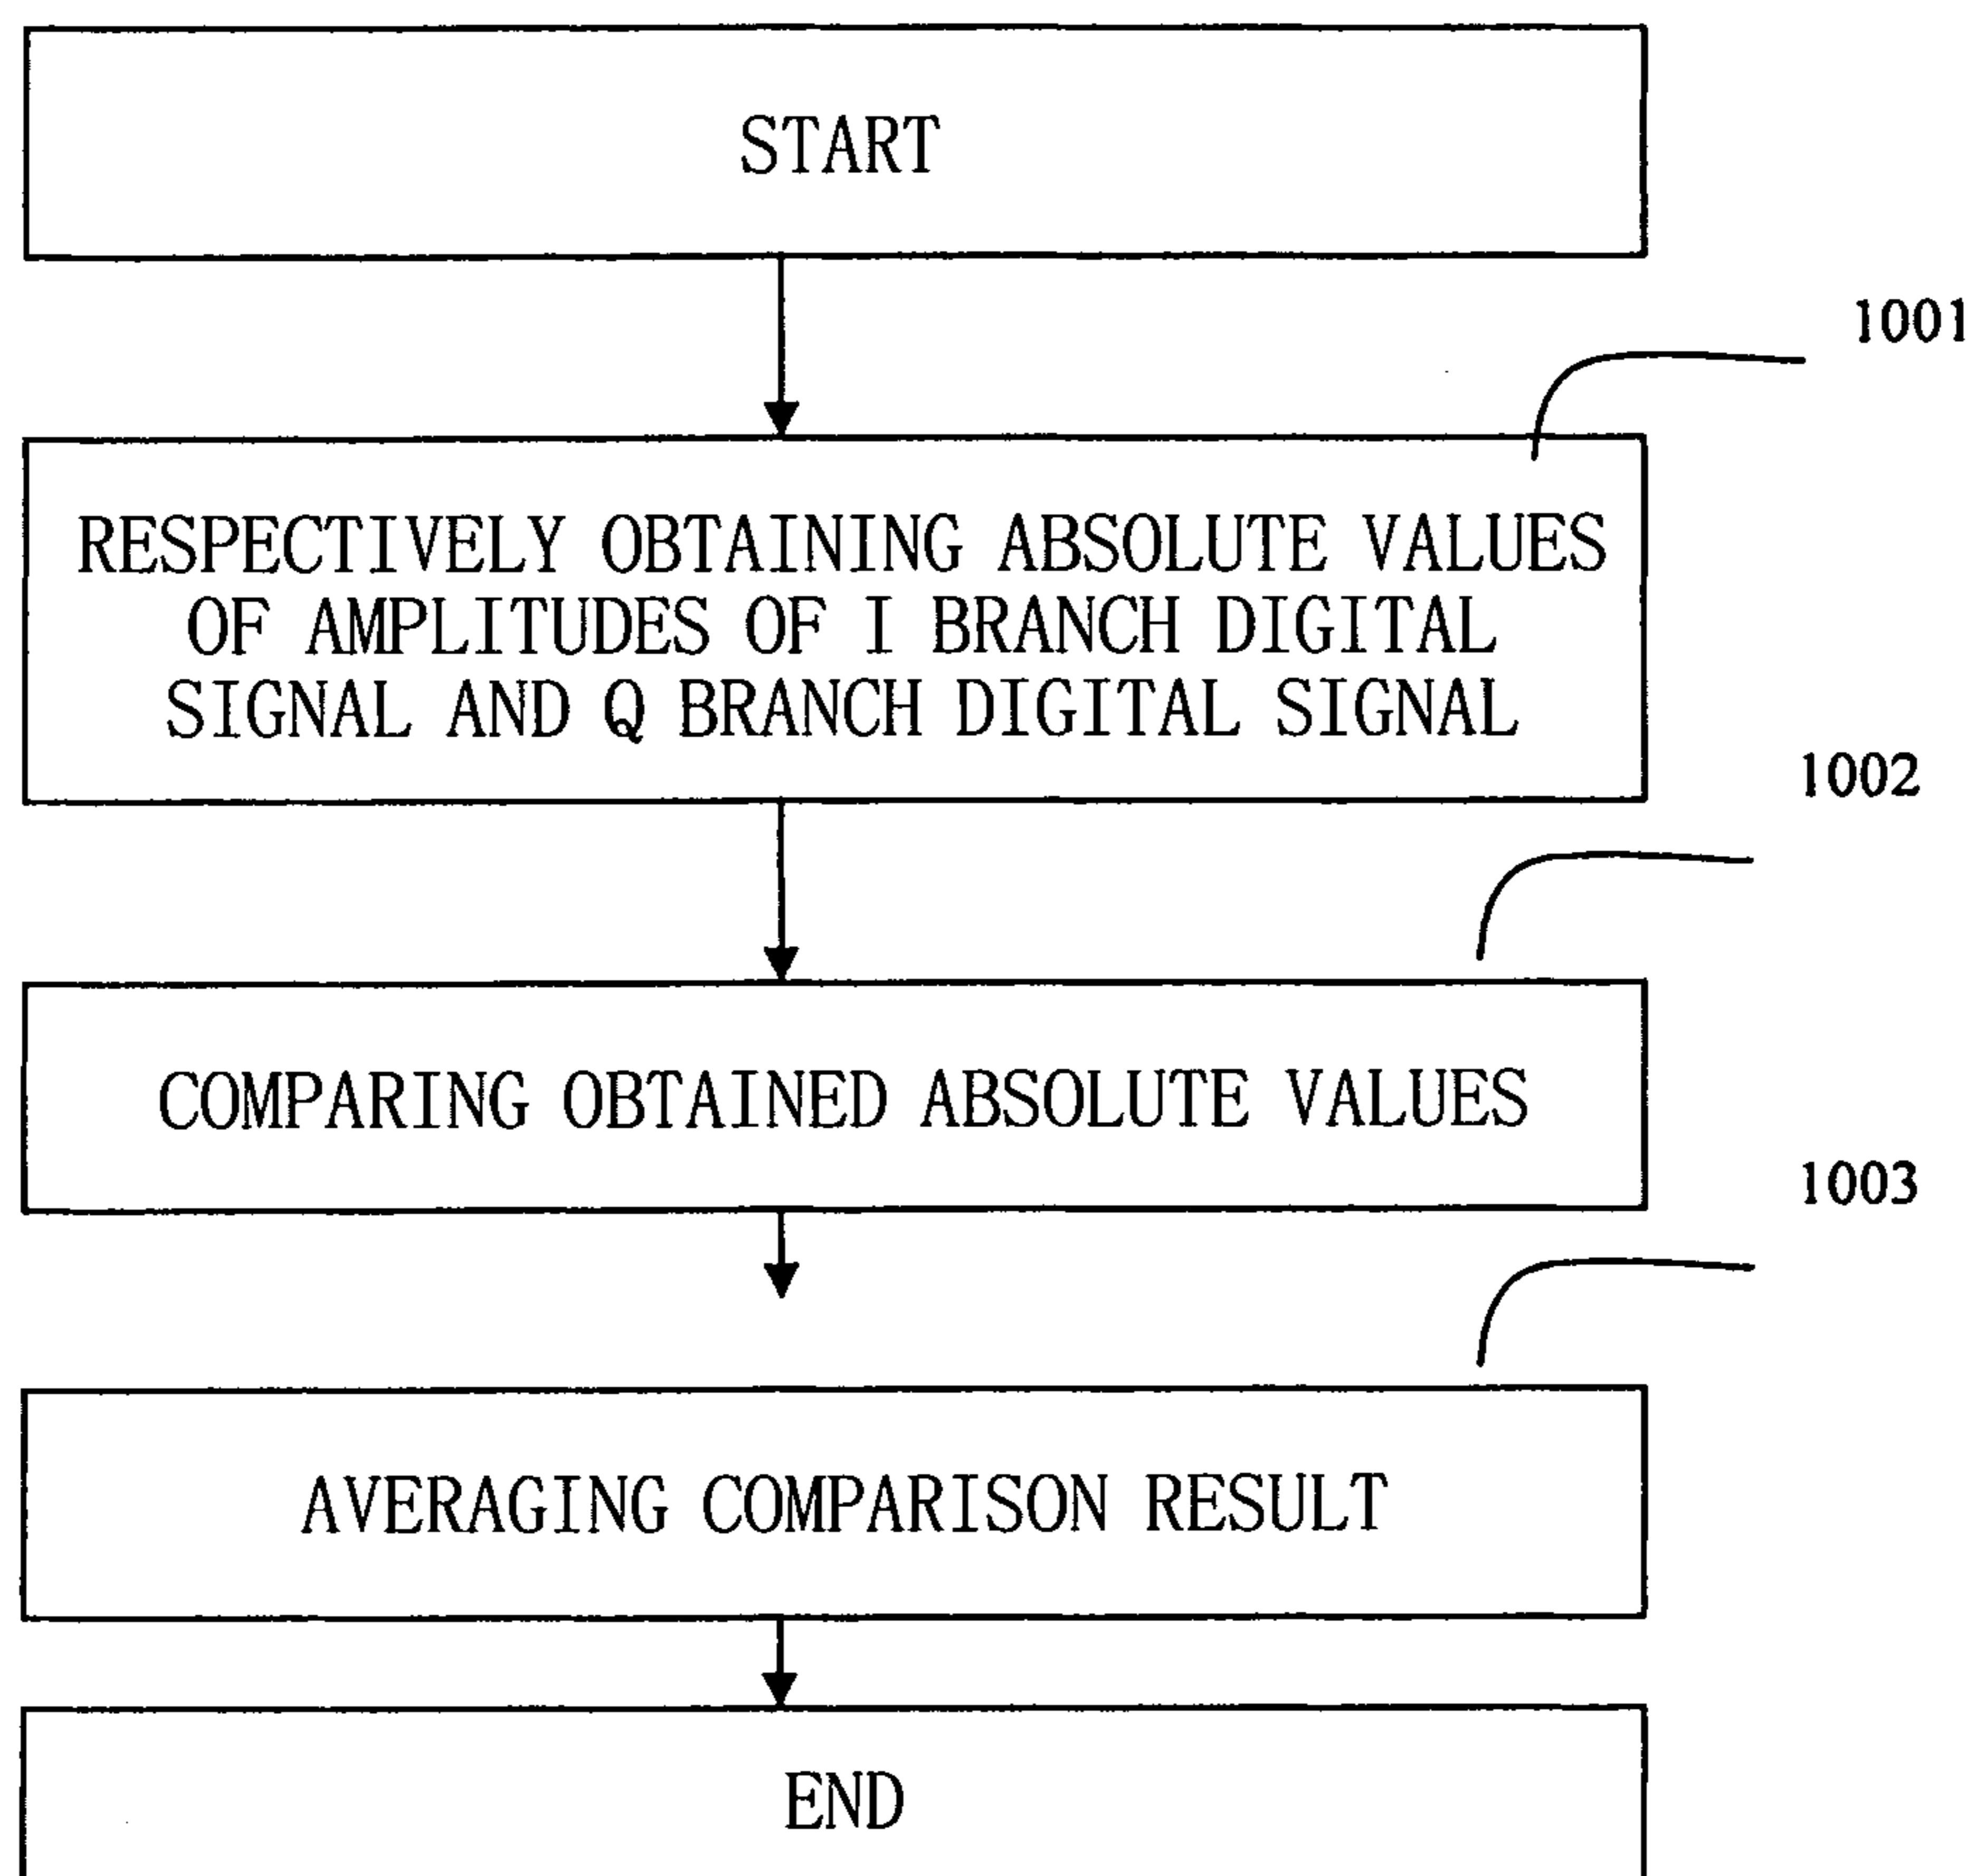 START
1001
RESPECTIVELY OBTAINING ABSOLUTE VALUES
OF AMPLITUDES OF I BRANCH DIGITAL
SIGNAL AND Q BRANCH DIGITAL SIGNAL
1002
COMPARING OBTAINED ABSOLUTE VALUES
1003
AVERAGING COMPARISON RESULT
END